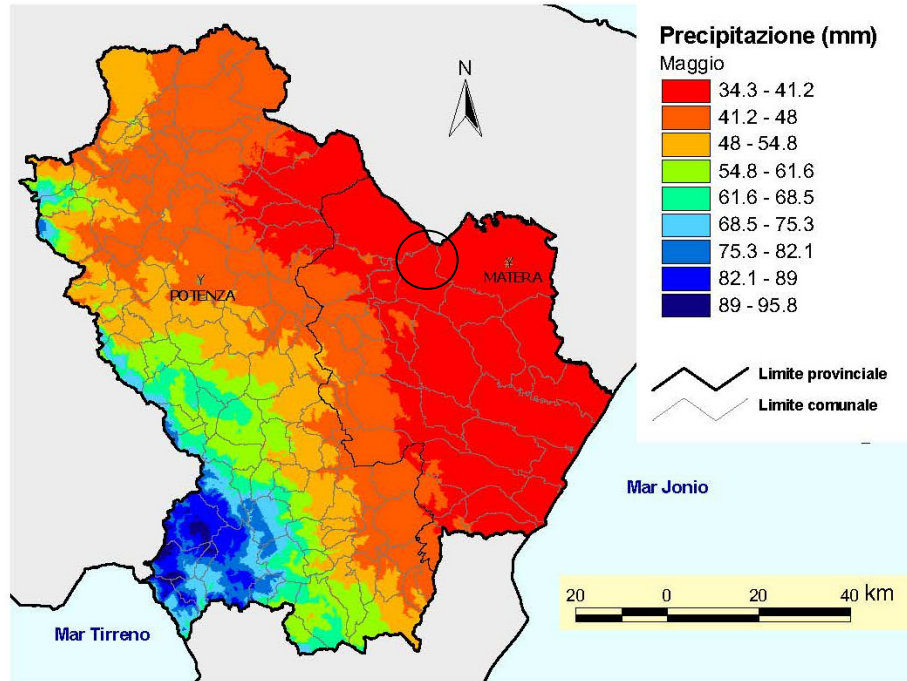 Precipitazione (mm)
Maggio
34.3 - 41.2
41.2 - 48
48 - 54.8
54.8 - 61.6
61.6 - 68.5
68.5 - 75.3
75.3 - 82.1
82.1 - 89
89 - 95.8
N
MATERA
POTENZA
Limite provinciale
Limite comunale
Mar Jonio
20 0 20 40 km
Mar Tirreno